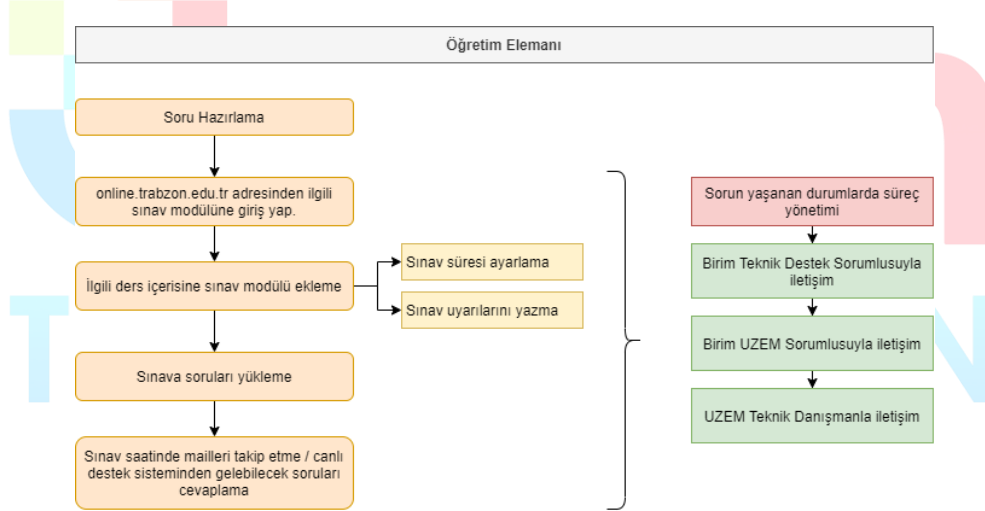 Öğretim Elemanı
Soru Hazırlama
online.trabzon.edu.tr adresinden ilgili
sınav modülüne giriş yap.
İlgili ders içerisine sınav modülü ekleme
Sınav süresi ayarlama
Sınav uyarılarını yazma
Sınava soruları yükleme
Sınav saatinde mailleri takip etme / canlı
destek sisteminden gelebilecek soruları
cevaplama
Sorun yaşanan durumlarda süreç
yönetimi
Birim Teknik Destek Sorumlusuyla
iletişim
Birim UZEM Sorumlusuyla iletişim
UZEM Teknik Danışmanla iletişim